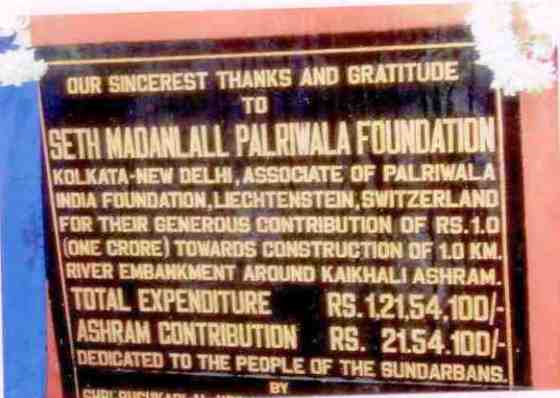 OUR SINCEREST THANKS AND GRATITUDE
TO
SETH MADANLALL PALRIWALA FOUNDATION
KOLKATA-NEW DELHI, ASSOCIATE OF PALRIWALA
INDIA FOUNDATION, LIECHTENSTEIN, SWITZERLAND
FOR THEIR GENEROUS CONTRIBUTION OF RS.1.0
(ONE CRORE) TOWARDS CONSTRUCTION OF 1.0 KM.
RIVER EMBANKMENT AROUND KAIKHALI ASHRAM.
TOTAL EXPENDITURE RS.1,21,54,100/-
ASHRAM CONTRIBUTION RS. 21.54.100/-
DEDICATED TO THE PEOPLE OF THE SUNDARBANS.
BY